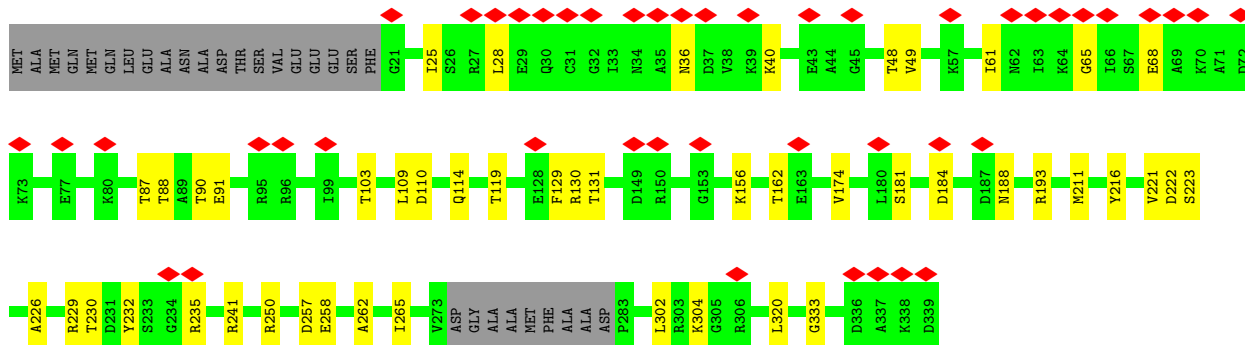 MET ALA MET GLN GLN MET GLN LEU GLU ALA ASN ALA ASP THR SER VAL GLU GLU GLU SER PHE G21 I25 S26 R27 L28 E29 Q30 C31 G32 I33 N34 A35 N36 D37 V38 K39 K40 E43 A44 G45 T48 V49 K57 I61 N62 I63 K64 G65 I66 S67 E68 A69 K70 A71 D72
K73 E77 K80 T87 T88 A89 T90 E91 R95 R96 I99 T103 L109 D110 Q114 T119 E128 F129 R130 T131 D149 R150 G153 K156 T162 E163 V174 L180 S181 D184 D187 N188 R193 M211 Y216 V221 D222 S223
A226 R229 T230 D231 Y232 S233 G234 R235 R241 R250 D257 E258 A262 I265 V273 ASP GLY ALA ALA MET PHE ALA ALA ASP P283 L302 R303 K304 G305 R306 L320 G333 D336 A337 K338 D339